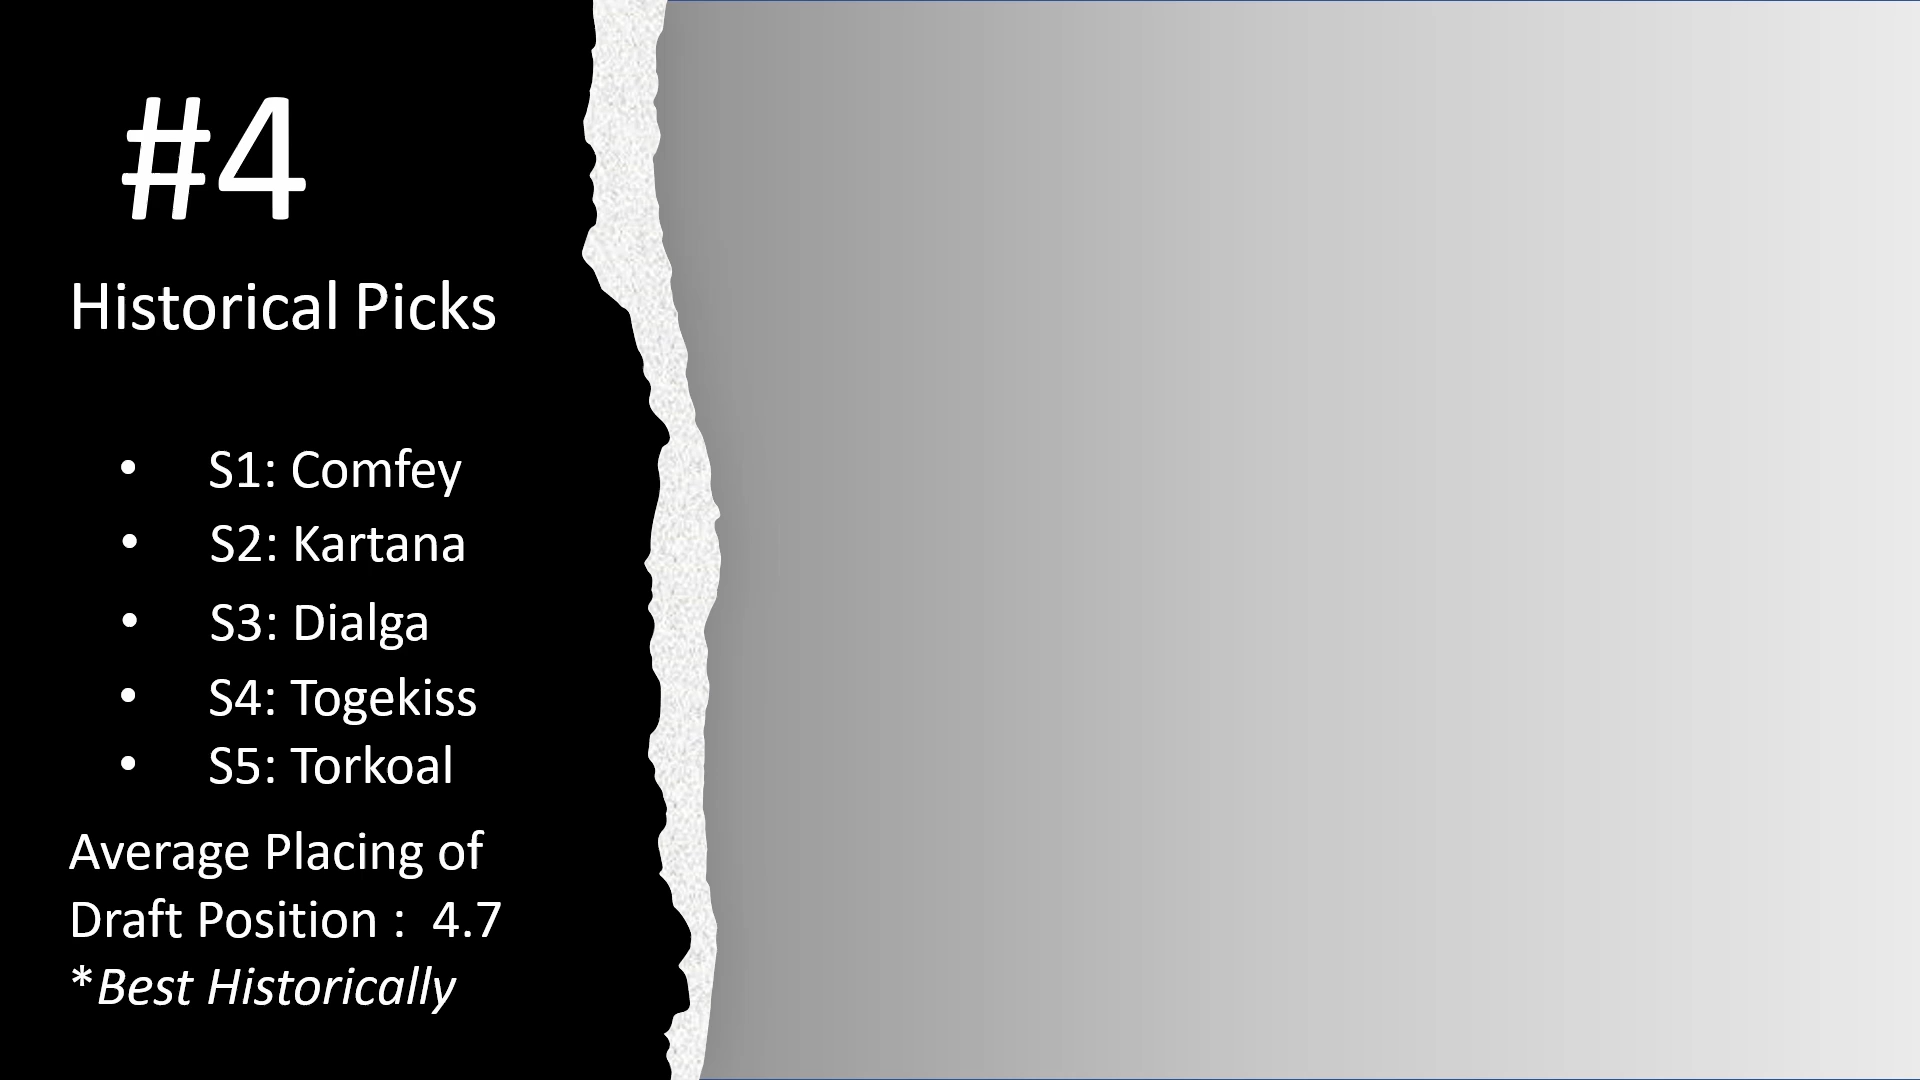 #4
Historical Picks
• S1: Comfey
• S2: Kartana
• S3: Dialga
• S4: Togekiss
• S5: Torkoal
Average Placing of
Draft Position :  4.7
*Best Historically